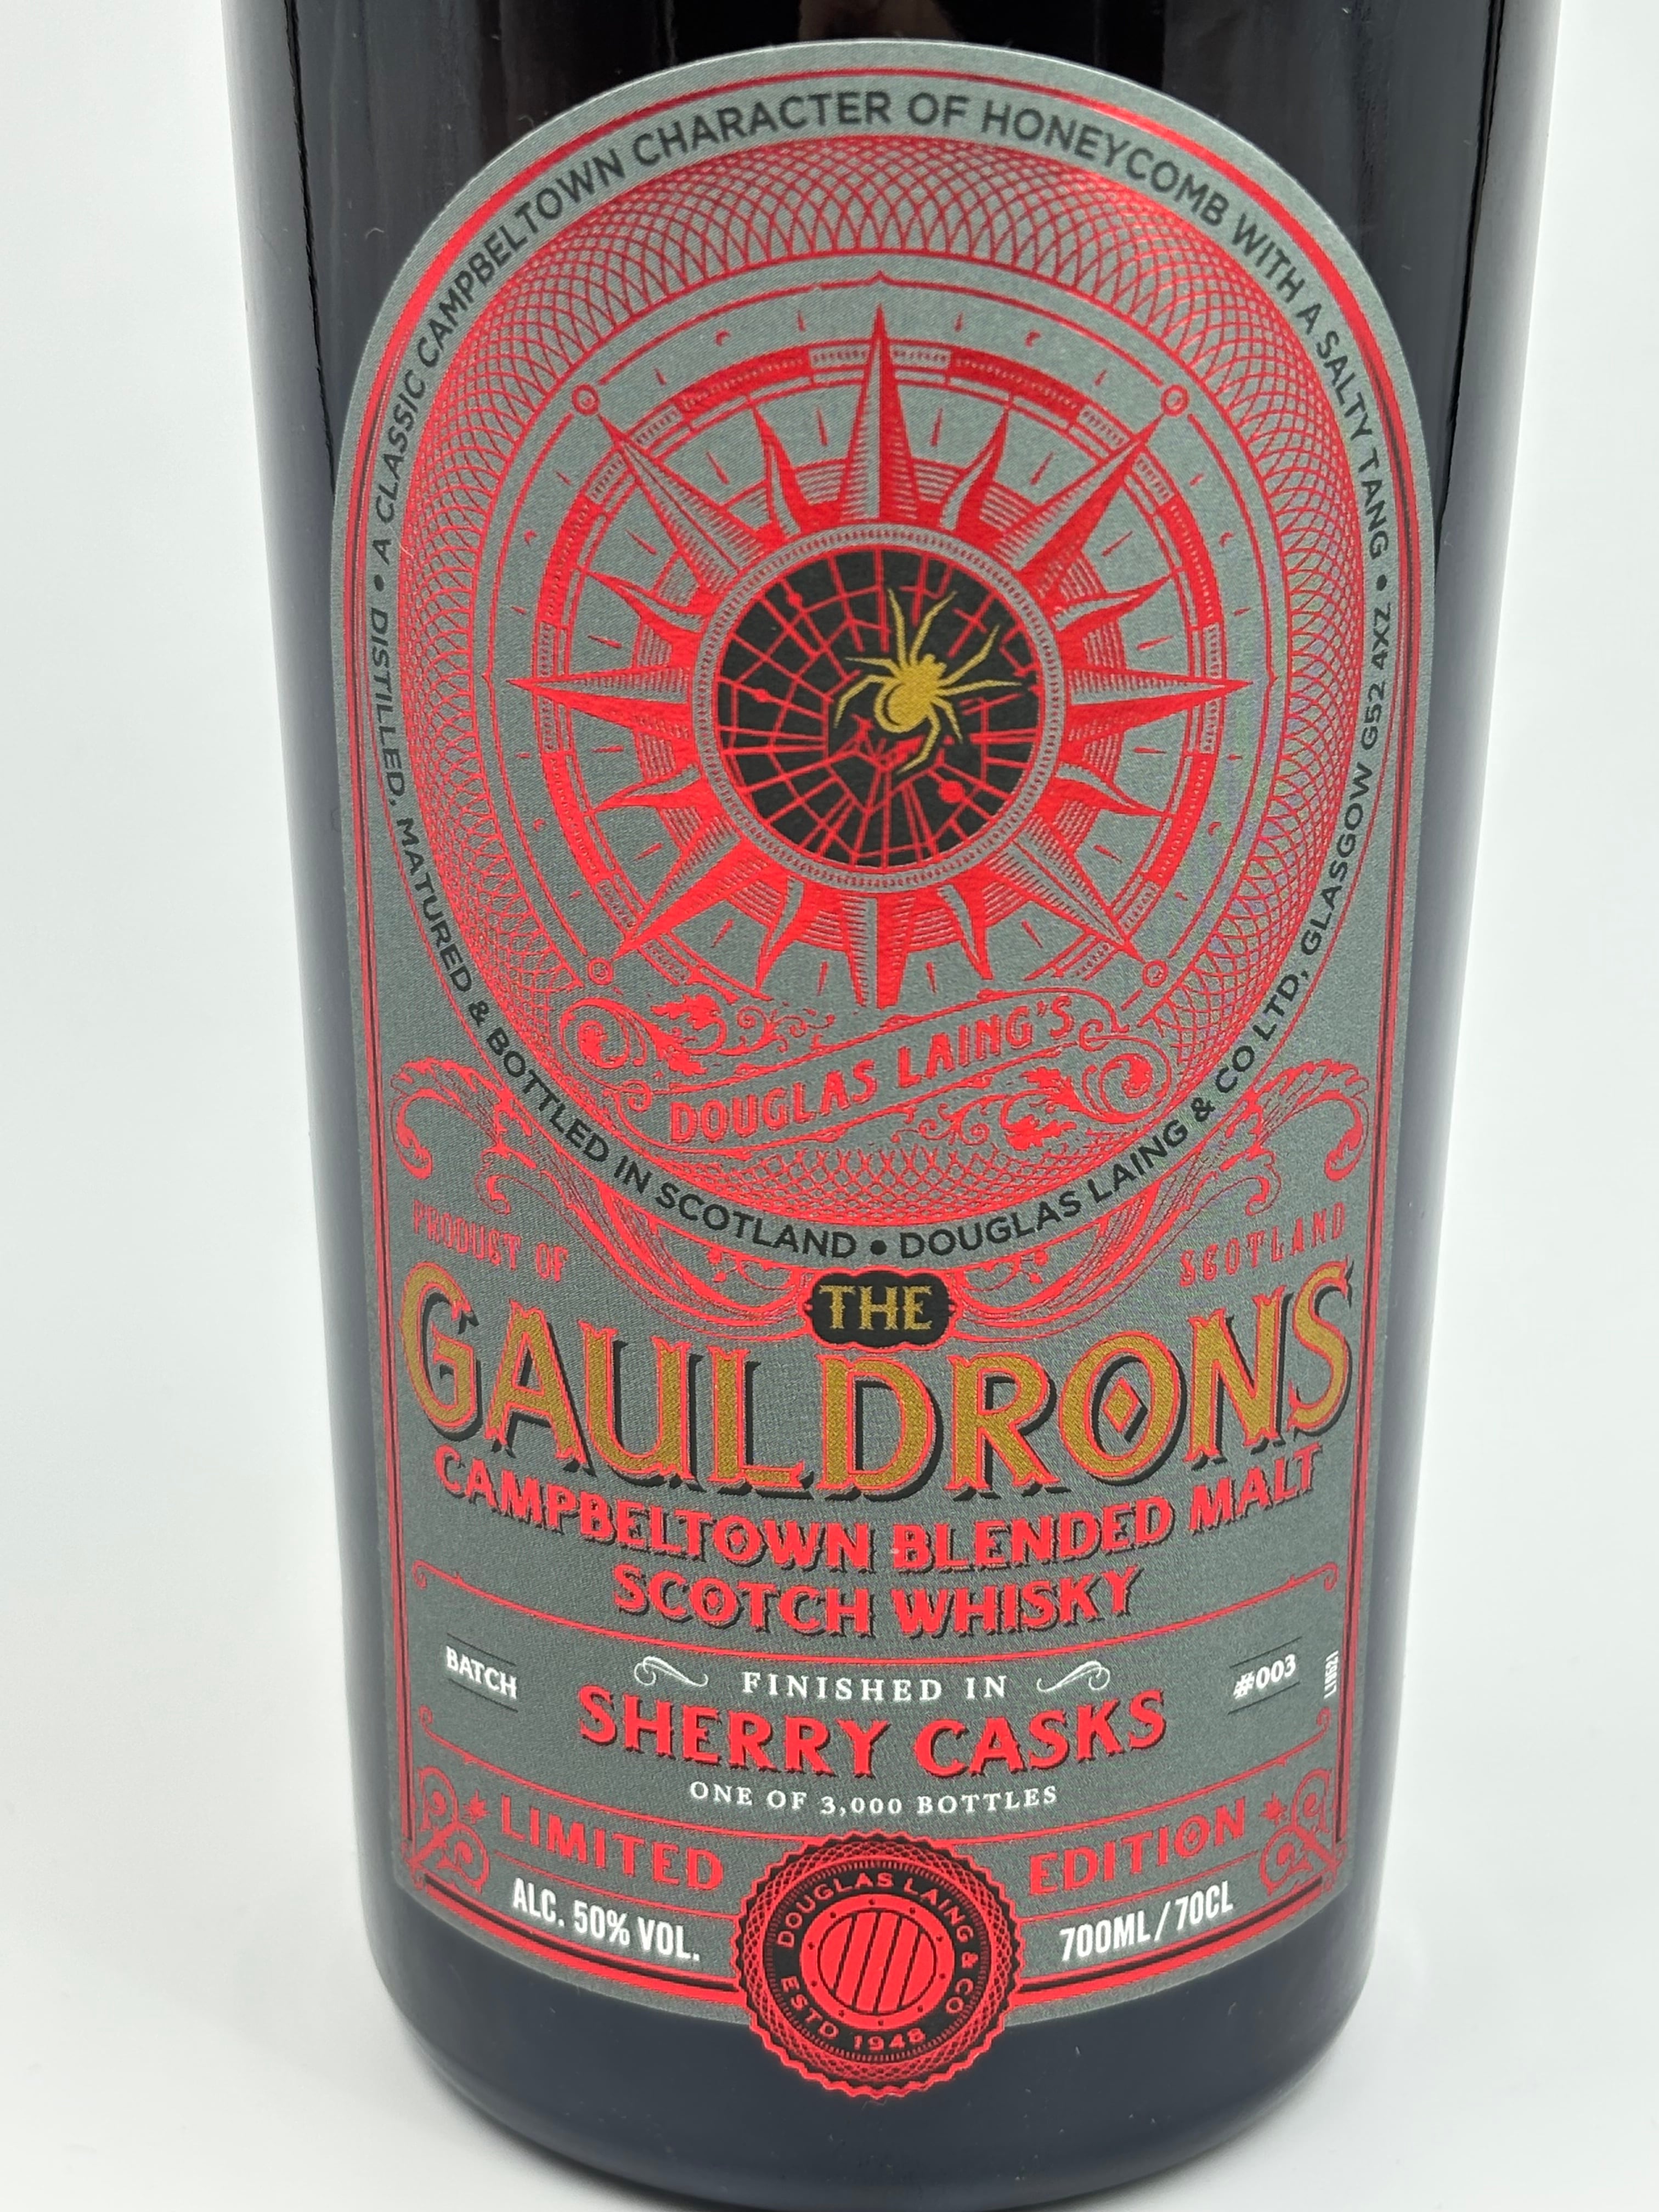 • A CLASSIC CAMPBELTOWN CHARACTER OF HONEYCOMB WITH A SALTY TANG •
DISTILLED, MATURED & BOTTLED IN SCOTLAND • DOUGLAS LAING & CO LTD, GLASGOW G52 4XZ
DOUGLAS LAING'S
PRODUCT OF SCOTLAND
THE
GAULDRONS
CAMPBELTOWN BLENDED MALT
SCOTCH WHISKY
BATCH #003
FINISHED IN
SHERRY CASKS
ONE OF 3,000 BOTTLES
LIMITED EDITION
ALC. 50% VOL. 700ML / 70CL
DOUGLAS LAING & CO
ESTD 1948